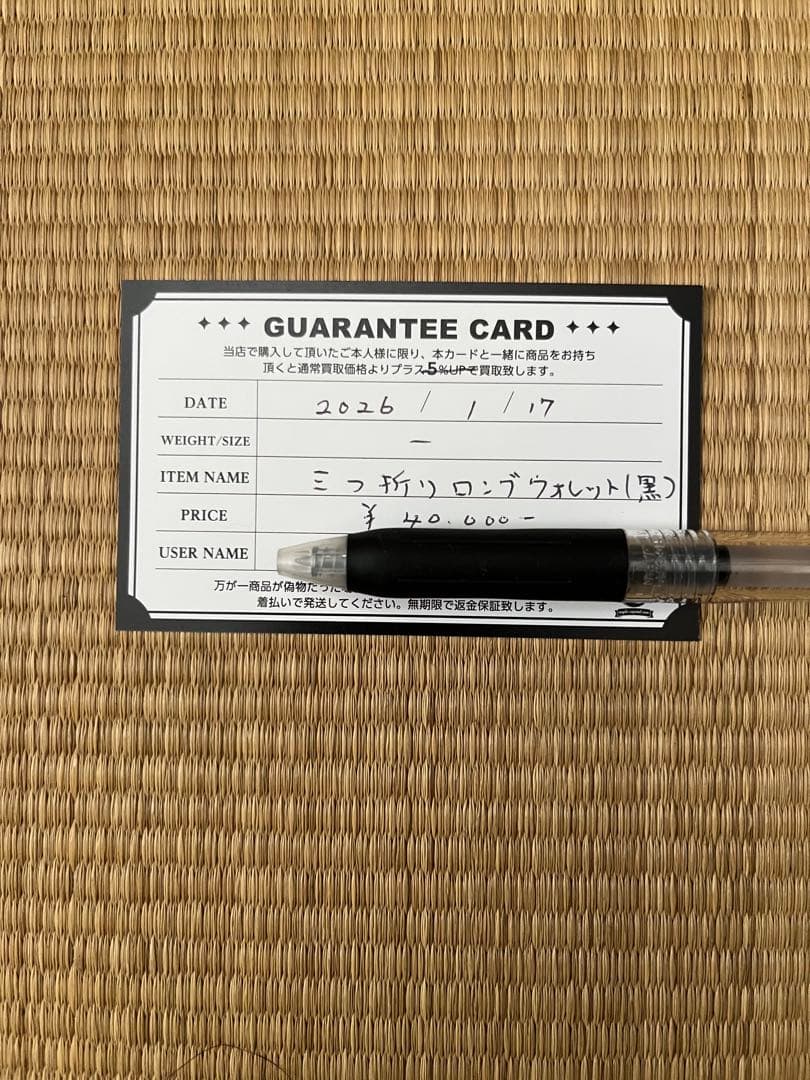 GUARANTEE CARD
当店で購入して頂いたご本人様に限り、本カードと一緒に商品をお持ち
頂くと通常買取価格よりプラス5%UPで買取致します。
DATE 2026 / 1 / 17
WEIGHT/SIZE ー
ITEM NAME 三つ折りロングウォレット(黒)
PRICE ¥ 40.000-
USER NAME
万が一商品が偽物だった
着払いで発送してください。無期限で返金保証致します。